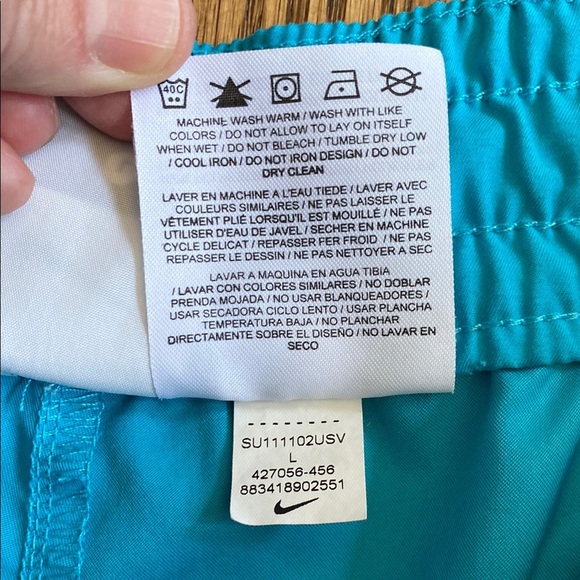 40C
MACHINE WASH WARM / WASH WITH LIKE
COLORS / DO NOT ALLOW TO LAY ON ITSELF
WHEN WET / DO NOT BLEACH / TUMBLE DRY LOW
/ COOL IRON / DO NOT IRON DESIGN / DO NOT
DRY CLEAN
LAVER EN MACHINE A L'EAU TIEDE / LAVER AVEC
COULEURS SIMILAIRES / NE PAS LAISSER LE
VÊTEMENT PLIÉ LORSQU'IL EST MOUILLÉ / NE PAS
UTILISER D'EAU DE JAVEL / SECHER EN MACHINE
CYCLE DELICAT / REPASSER FER FROID / NE PAS
REPASSER LE DESSIN / NE PAS NETTOYER A SEC
LAVAR A MAQUINA EN AGUA TIBIA
/ LAVAR CON COLORES SIMILARES / NO DOBLAR
PRENDA MOJADA / NO USAR BLANQUEADORES /
USAR SECADORA CICLO LENTO / USAR PLANCHA
TEMPERATURA BAJA / NO PLANCHAR
DIRECTAMENTE SOBRE EL DISEÑO / NO LAVAR EN
SECO
SU111102USV
L
427056-456
883418902551